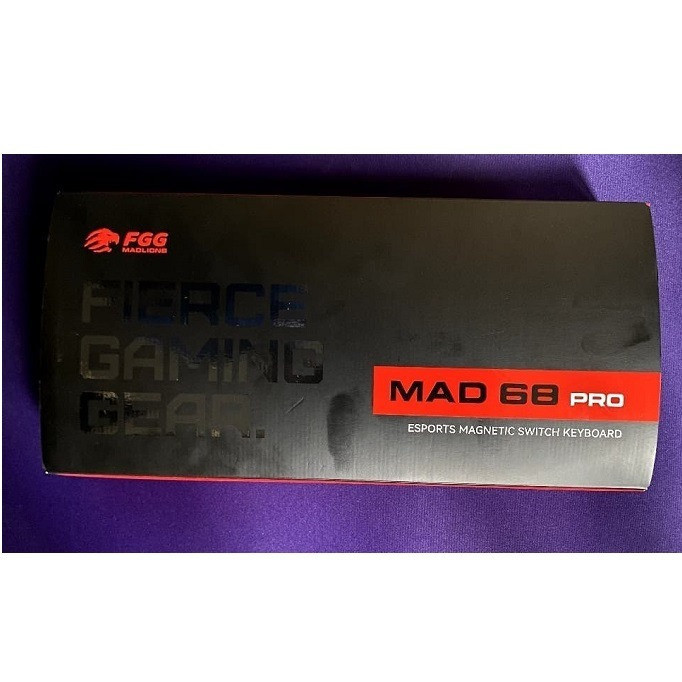 FGG
MADLIONS
FIERCE
GAMING
GEAR.
MAD 68 PRO
ESPORTS MAGNETIC SWITCH KEYBOARD